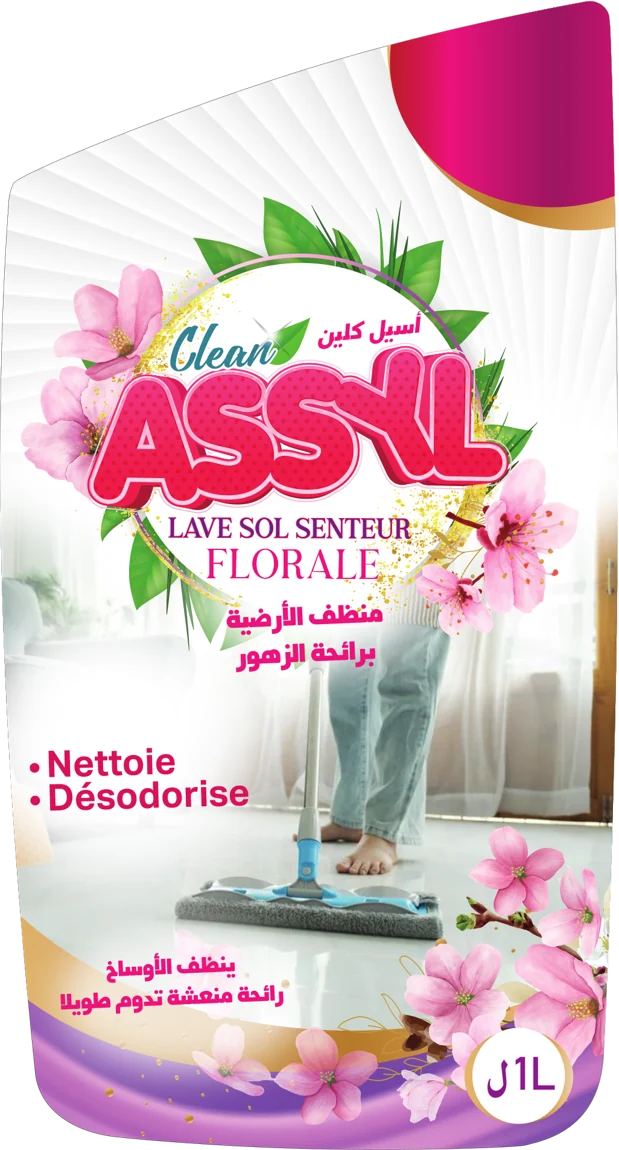 Clean
أسيل كلين
ASSYL
LAVE SOL SENTEUR
FLORALE
منظف الأرضية
برائحة الزهور
• Nettoie
• Désodorise
ينظف الأوساخ
رائحة منعشة تدوم طويلا
1L ل